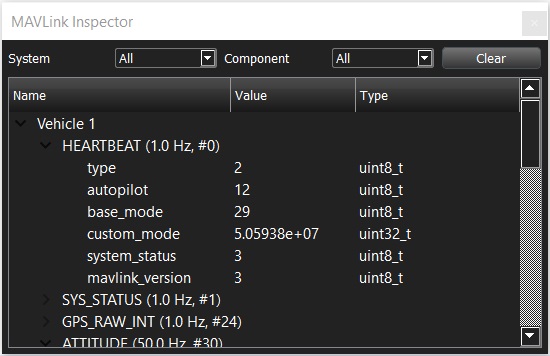 MAVLink Inspector
System All Component All Clear
Name Value Type
Vehicle 1
HEARTBEAT (1.0 Hz, #0)
type 2 uint8_t
autopilot 12 uint8_t
base_mode 29 uint8_t
custom_mode 5.05938e+07 uint32_t
system_status 3 uint8_t
mavlink_version 3 uint8_t
SYS_STATUS (1.0 Hz, #1)
GPS_RAW_INT (1.0 Hz, #24)
ATTITUDE (50.0 Hz, #30)